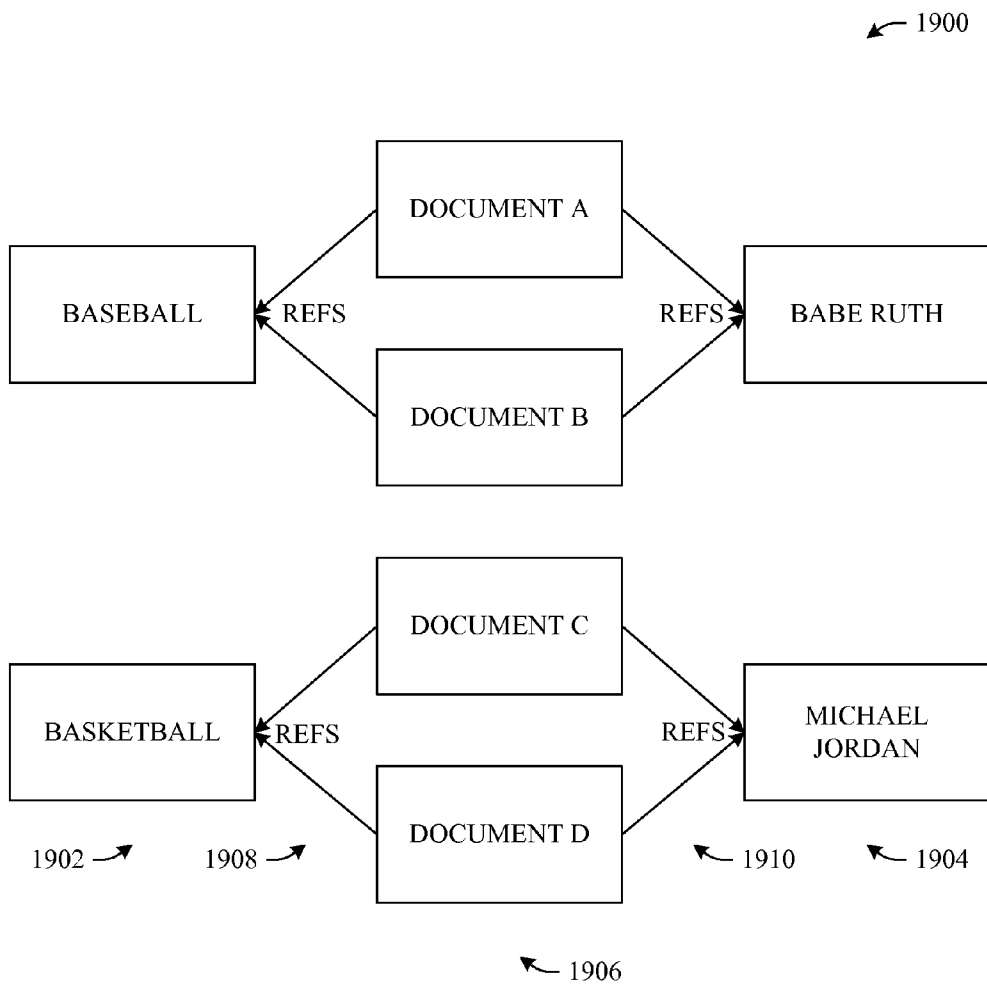 1900
DOCUMENT A
BASEBALL
REFS
REFS
BABE RUTH
DOCUMENT B
DOCUMENT C
BASKETBALL
REFS
REFS
MICHAEL
JORDAN
DOCUMENT D
1902
1908
1910
1904
1906